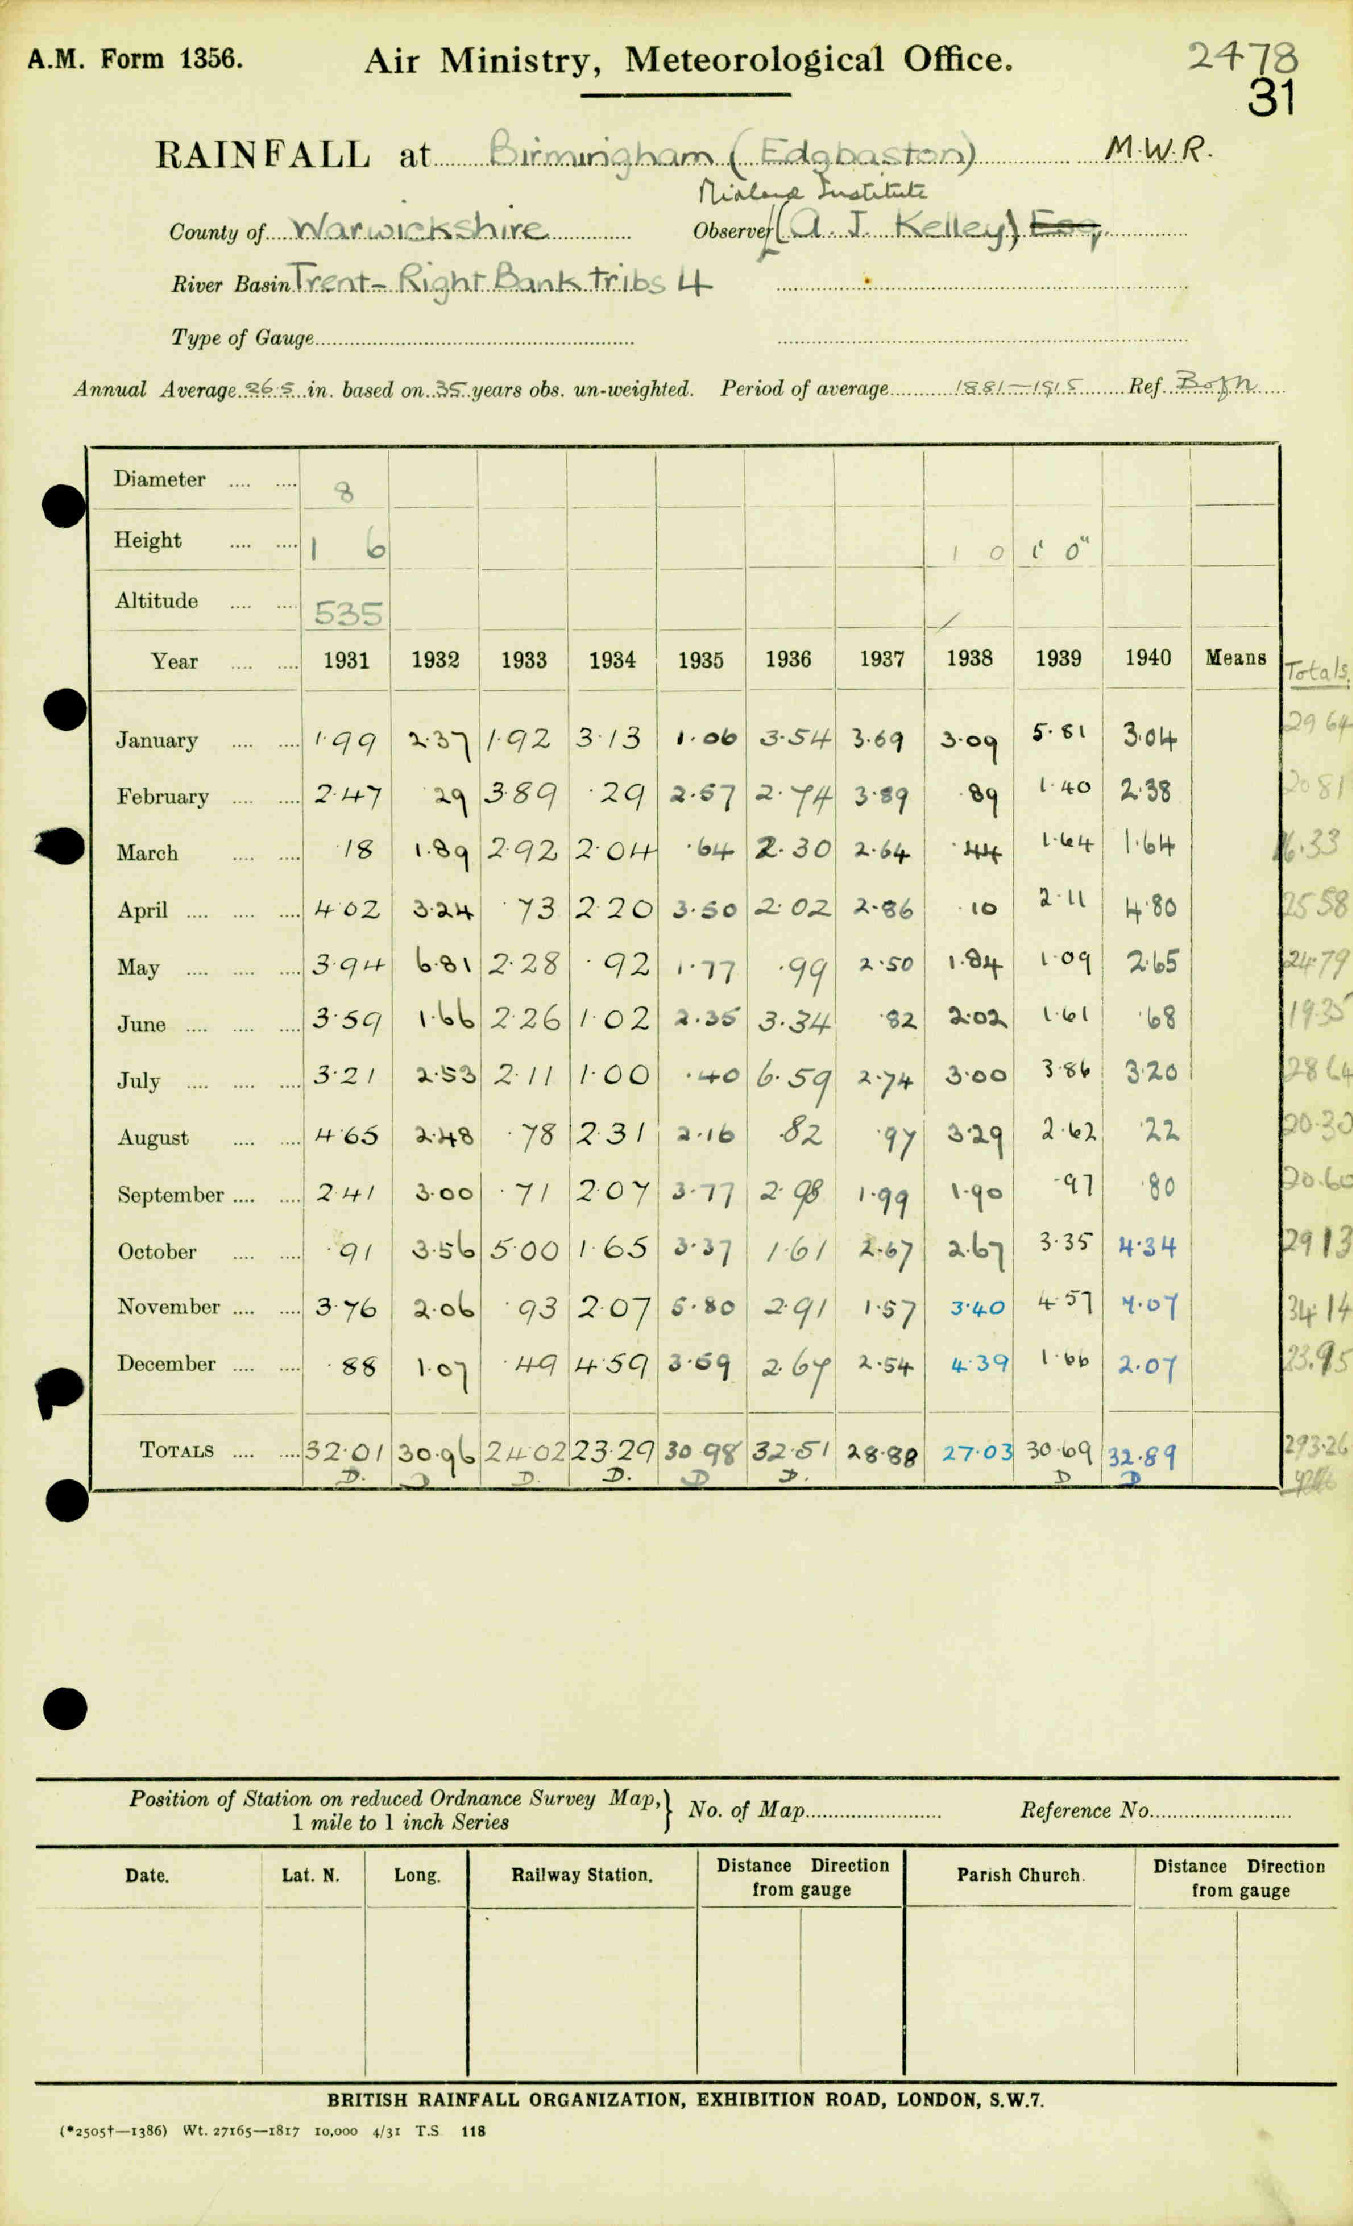 A.M. Form 1356.
Air Ministry, Meteorological Office.
2478
31
RAINFALL at Birmingham (Edgbaston) M.W.R.
Midland Institute
County of Warwickshire Observer (A. J. Kelley) Esq.
River Basin Trent - Right Bank tribs 4
Type of Gauge
Annual Average 26.5 in. based on 35 years obs. un-weighted. Period of average 1881-1915 Ref.
Diameter 8
Height 1 6 1 0 1' 0"
Altitude 535
Year 1931 1932 1933 1934 1935 1936 1937 1938 1939 1940 Means Totals.
January 1.99 2.37 1.92 3.13 1.06 3.54 3.69 3.09 5.81 3.04 29 64
February 2.47 .29 3.89 .29 2.57 2.74 3.89 .89 1.40 2.38 20 81
March .18 1.89 2.92 2.04 .64 2.30 2.64 .44 1.64 1.64 16.33
April 4.02 3.24 .73 2.20 3.50 2.02 2.86 .10 2.11 4.80 25 58
May 3.94 6.81 2.28 .92 1.77 .99 2.50 1.84 1.09 2.65 24.79
June 3.59 1.66 2.26 1.02 2.35 3.34 .82 2.02 1.61 .68 19.35
July 3.21 2.53 2.11 1.00 .40 6.59 2.74 3.00 3.86 3.20 28 64
August 4.65 2.48 .78 2.31 2.16 .82 .97 3.29 2.62 .22 20.30
September 2.41 3.00 .71 2.07 3.77 2.98 1.99 1.90 .97 .80 20.60
October .91 3.56 5.00 1.65 3.37 1.61 2.67 2.67 3.35 4.34 29 13
November 3.76 2.06 .93 2.07 5.80 2.91 1.57 3.40 4.57 7.07 34 14
December .88 1.07 .49 4.59 3.59 2.67 2.54 4.39 1.66 2.07 23.95
TOTALS 32.01 30.96 24.02 23.29 30.98 32.51 28.88 27.03 30.69 32.89 293.26
D. D D. D. D D. D D
Position of Station on reduced Ordnance Survey Map, } No. of Map Reference No.
1 mile to 1 inch Series
Date. Lat. N. Long. Railway Station. Distance Direction from gauge Parish Church. Distance Direction from gauge
BRITISH RAINFALL ORGANIZATION, EXHIBITION ROAD, LONDON, S.W.7.
(*2505†—1386) Wt. 27165—1817 10,000 4/31 T.S. 118